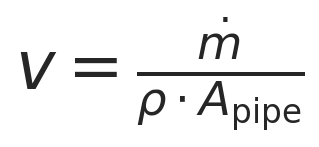 v = ṁ / (ρ · A_pipe)